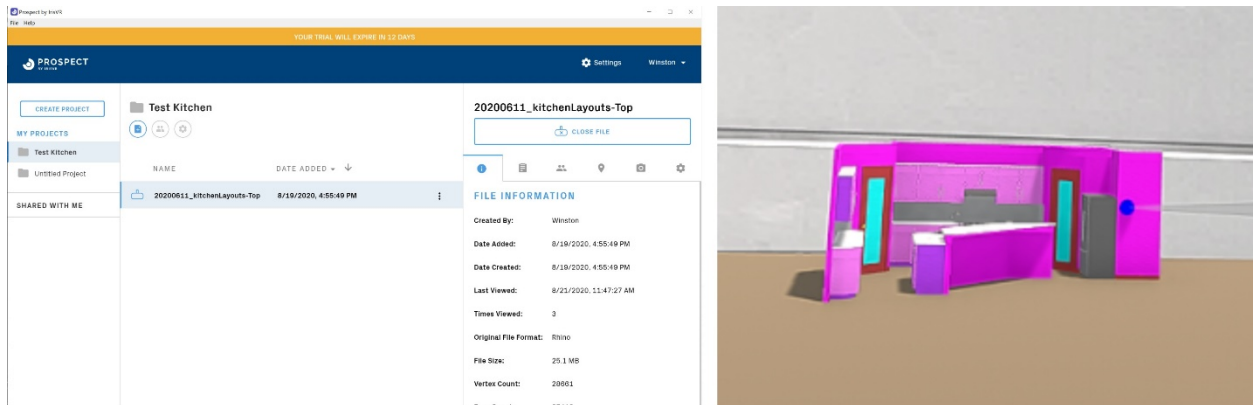 Prospect by IrisVR
File Help
YOUR TRIAL WILL EXPIRE IN 12 DAYS
PROSPECT
Settings
Winston
CREATE PROJECT
MY PROJECTS
Test Kitchen
Untitled Project
SHARED WITH ME
Test Kitchen
NAME DATE ADDED
20200611_kitchenLayouts-Top 8/19/2020, 4:55:49 PM
20200611_kitchenLayouts-Top
CLOSE FILE
FILE INFORMATION
Created By: Winston
Date Added: 8/19/2020, 4:55:49 PM
Date Created: 8/19/2020, 4:55:49 PM
Last Viewed: 8/21/2020, 11:47:27 AM
Times Viewed: 3
Original File Format: Rhino
File Size: 25.1 MB
Vertex Count: 20661